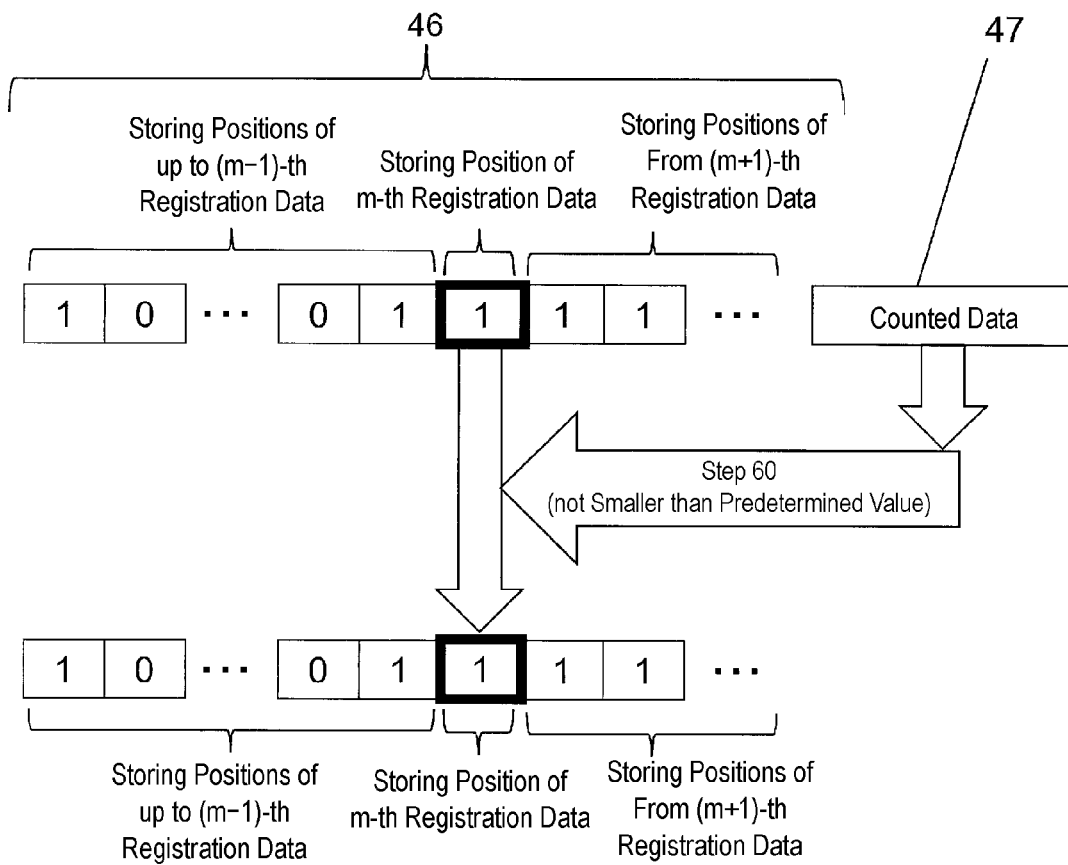 46
47
Storing Positions of
up to (m−1)-th
Registration Data
Storing Position of
m-th Registration Data
Storing Positions of
From (m+1)-th
Registration Data
1 0 ··· 0 1 1 1 1 ···
Counted Data
Step 60
(not Smaller than Predetermined Value)
1 0 ··· 0 1 1 1 1 ···
Storing Positions of
up to (m−1)-th
Registration Data
Storing Position of
m-th Registration Data
Storing Positions of
From (m+1)-th
Registration Data